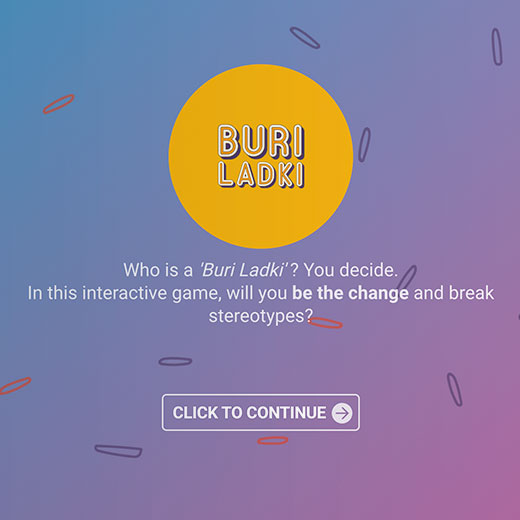 BURI
LADKI
Who is a 'Buri Ladki'? You decide.
In this interactive game, will you be the change and break
stereotypes?
CLICK TO CONTINUE